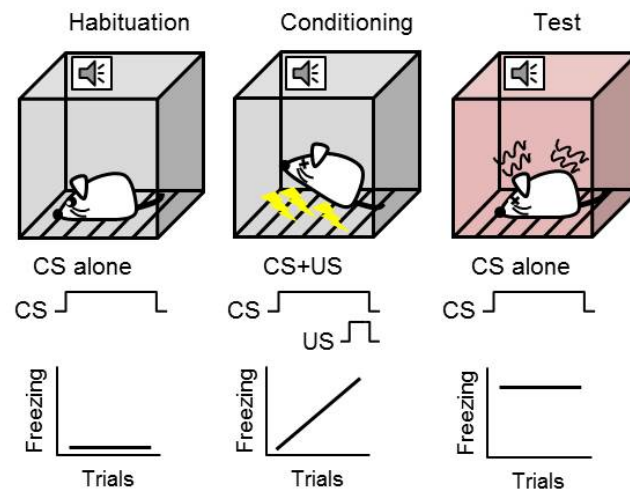 Habituation
Conditioning
Test
CS alone
CS+US
CS alone
CS
CS
CS
US
Freezing
Freezing
Freezing
Trials
Trials
Trials